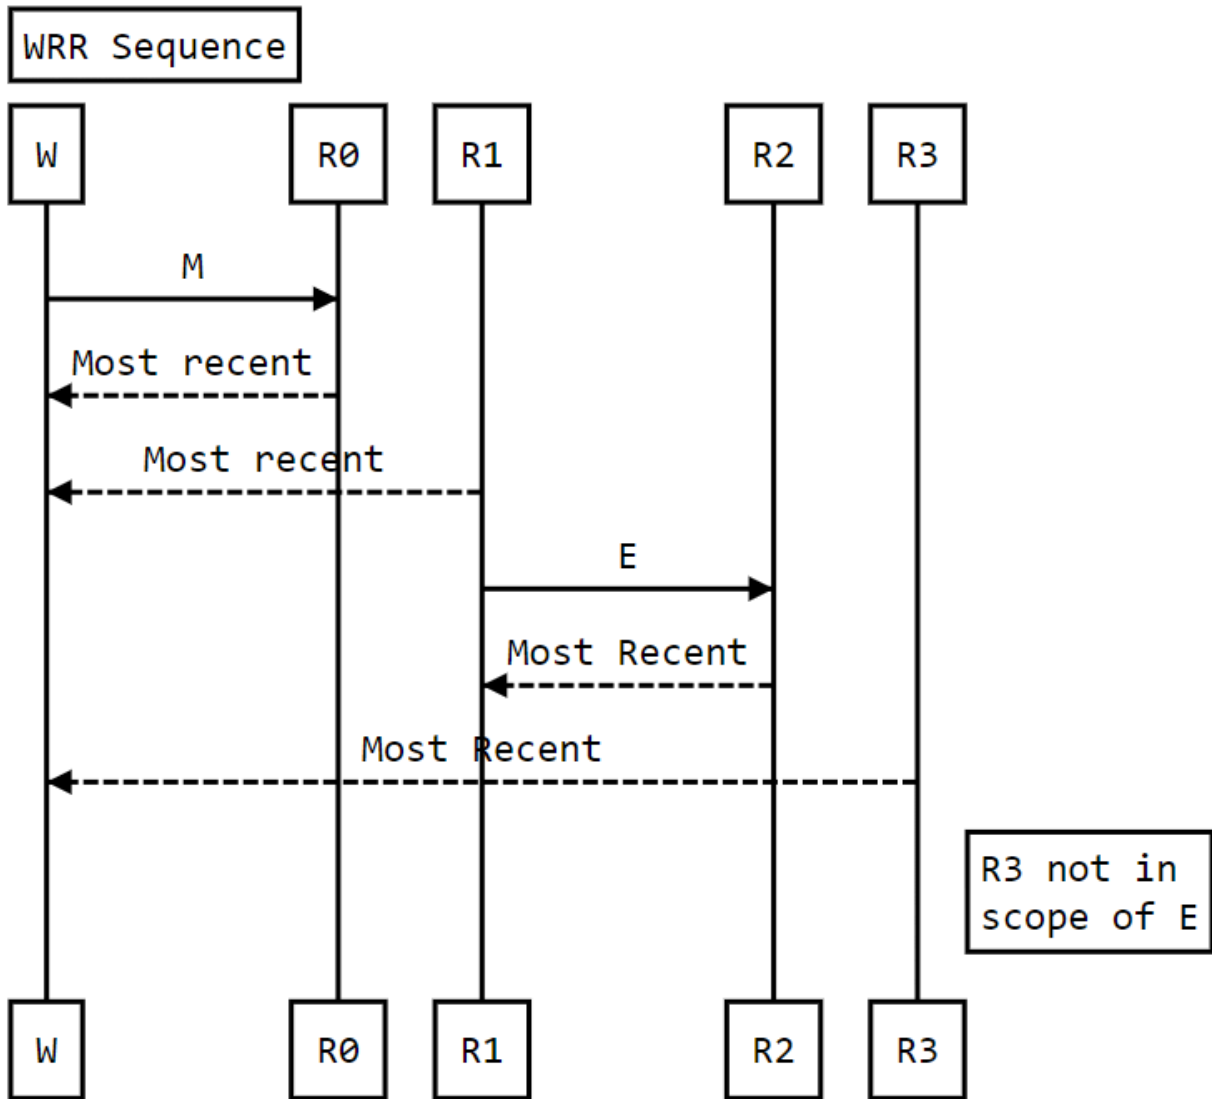 WRR Sequence
W
R0
R1
R2
R3
M
Most recent
Most recent
E
Most Recent
Most Recent
R3 not in
scope of E
W
R0
R1
R2
R3